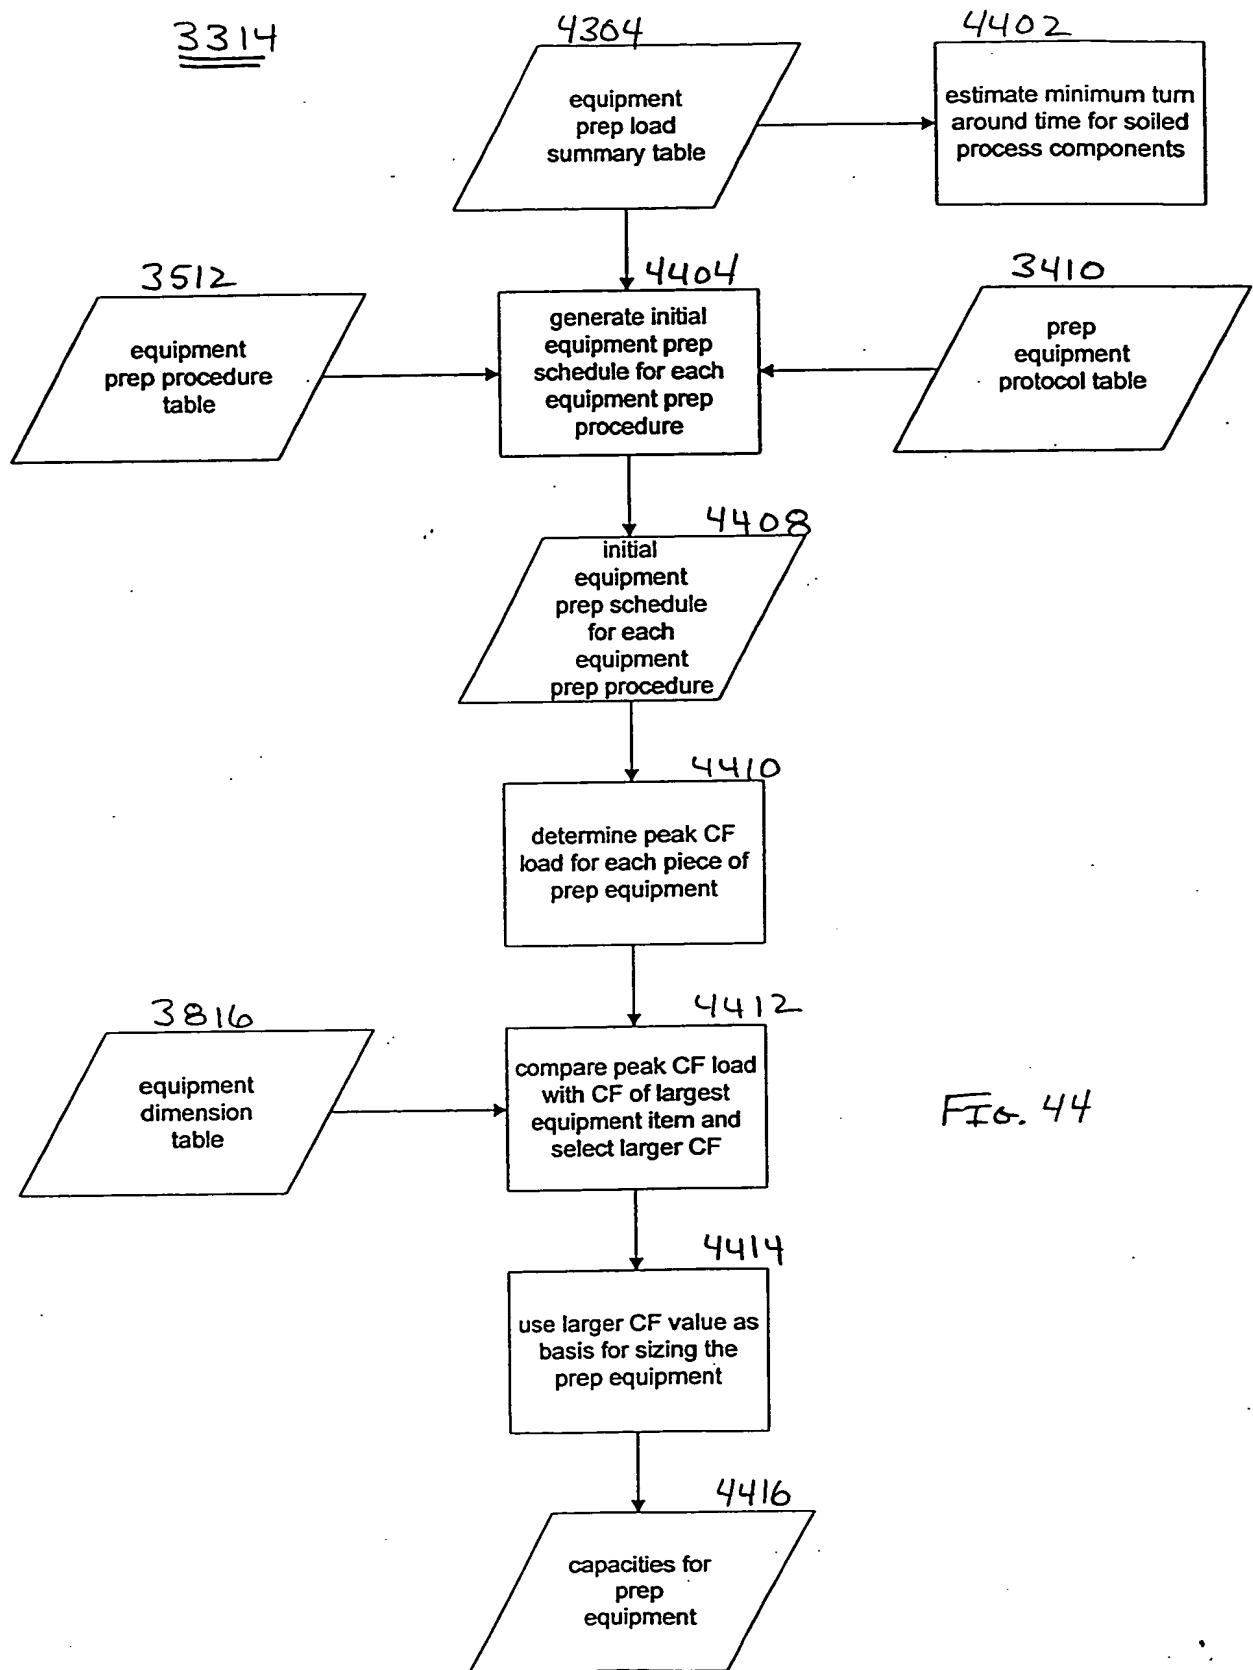 3314
4304
equipment
prep load
summary table
4402
estimate minimum turn
around time for soiled
process components
3512
equipment
prep procedure
table
4404
generate initial
equipment prep
schedule for each
equipment prep
procedure
3410
prep
equipment
protocol table
4408
initial
equipment
prep schedule
for each
equipment
prep procedure
4410
determine peak CF
load for each piece of
prep equipment
3816
equipment
dimension
table
4412
compare peak CF load
with CF of largest
equipment item and
select larger CF
FIG. 44
4414
use larger CF value as
basis for sizing the
prep equipment
4416
capacities for
prep
equipment